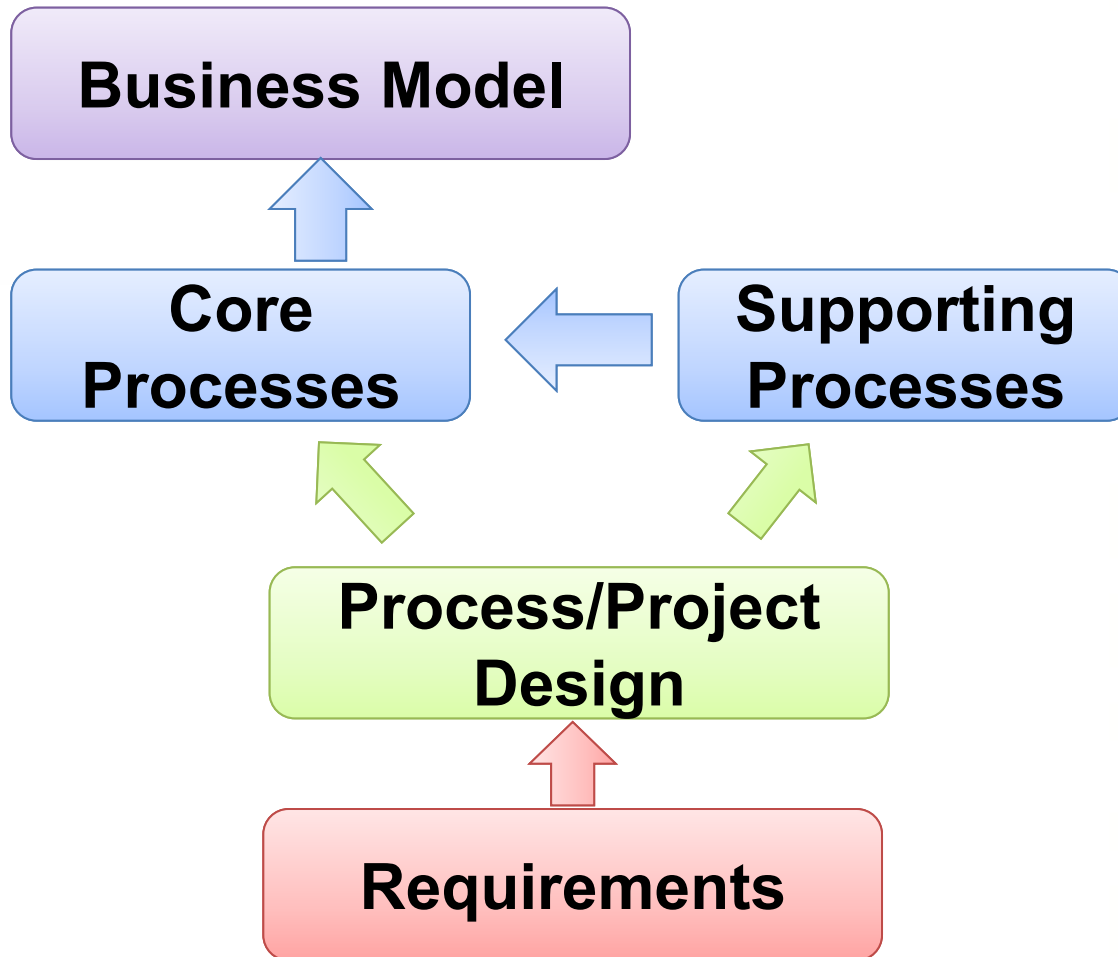 Business Model
Core
Processes
Supporting
Processes
Process/Project
Design
Requirements